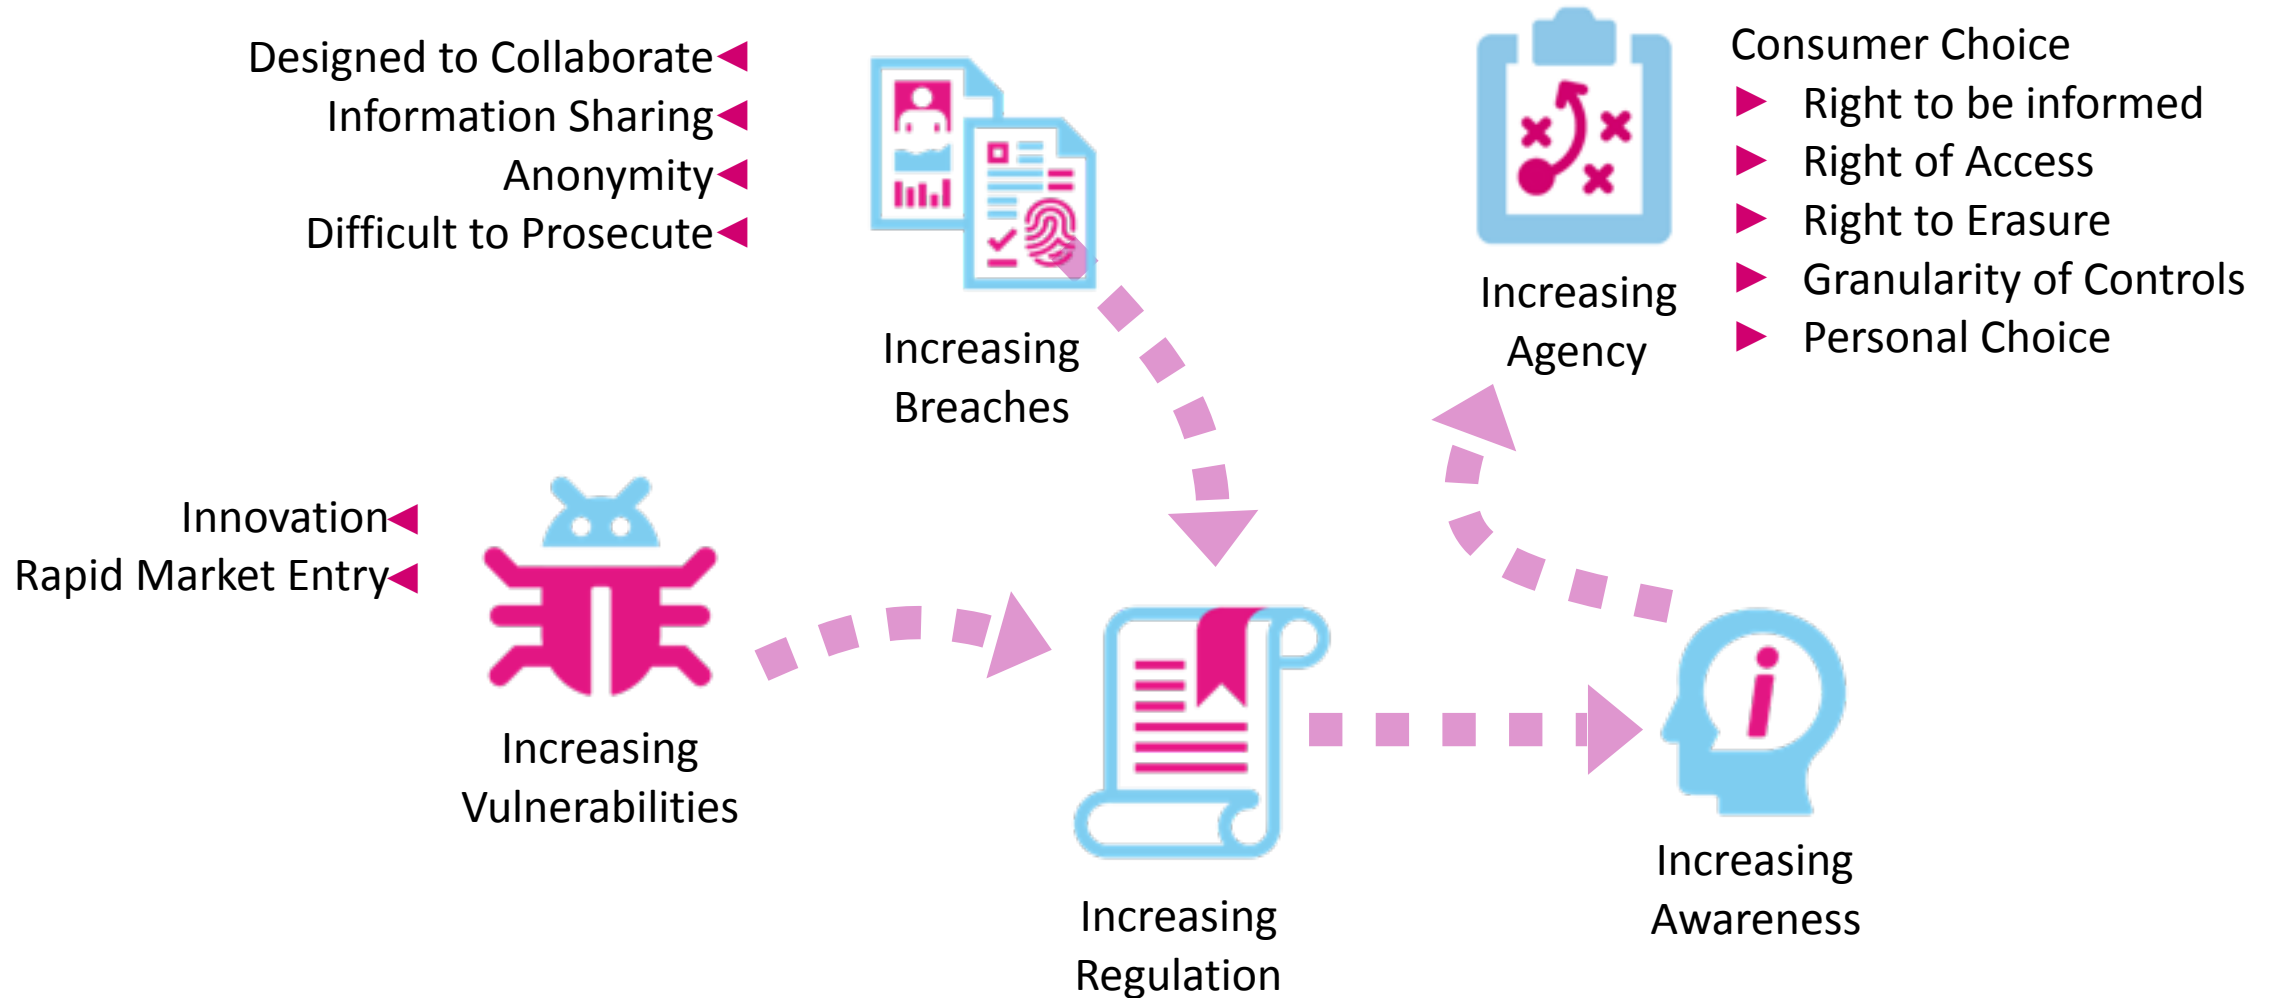 Designed to Collaborate
Information Sharing
Anonymity
Difficult to Prosecute
Increasing
Breaches
Increasing
Agency
Consumer Choice
Right to be informed
Right of Access
Right to Erasure
Granularity of Controls
Personal Choice
Innovation
Rapid Market Entry
Increasing
Vulnerabilities
Increasing
Regulation
i
Increasing
Awareness